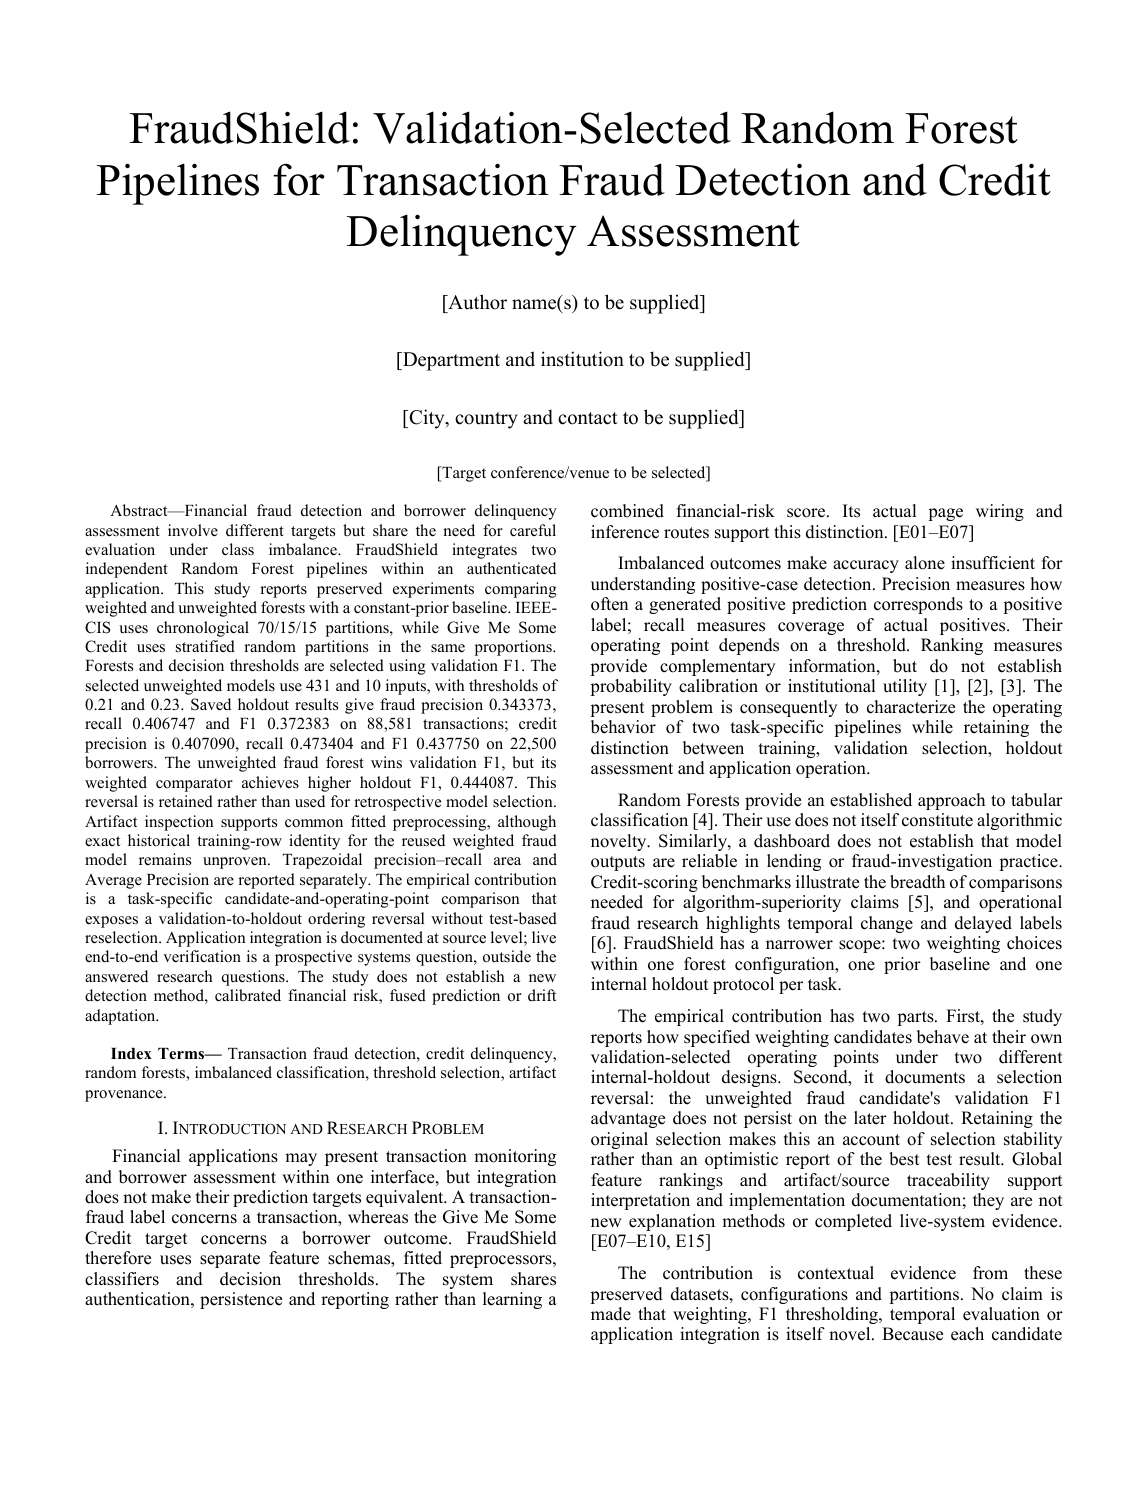 FraudShield: Validation-Selected Random Forest
Pipelines for Transaction Fraud Detection and Credit
Delinquency Assessment
[Author name(s) to be supplied]
[Department and institution to be supplied]
[City, country and contact to be supplied]
[Target conference/venue to be selected]
Abstract—Financial fraud detection and borrower delinquency
assessment involve different targets but share the need for careful
evaluation under class imbalance. FraudShield integrates two
independent Random Forest pipelines within an authenticated
application. This study reports preserved experiments comparing
weighted and unweighted forests with a constant-prior baseline. IEEE-
CIS uses chronological 70/15/15 partitions, while Give Me Some
Credit uses stratified random partitions in the same proportions.
Forests and decision thresholds are selected using validation F1. The
selected unweighted models use 431 and 10 inputs, with thresholds of
0.21 and 0.23. Saved holdout results give fraud precision 0.343373,
recall 0.406747 and F1 0.372383 on 88,581 transactions; credit
precision is 0.407090, recall 0.473404 and F1 0.437750 on 22,500
borrowers. The unweighted fraud forest wins validation F1, but its
weighted comparator achieves higher holdout F1, 0.444087. This
reversal is retained rather than used for retrospective model selection.
Artifact inspection supports common fitted preprocessing, although
exact historical training-row identity for the reused weighted fraud
model remains unproven. Trapezoidal precision–recall area and
Average Precision are reported separately. The empirical contribution
is a task-specific candidate-and-operating-point comparison that
exposes a validation-to-holdout ordering reversal without test-based
reselection. Application integration is documented at source level; live
end-to-end verification is a prospective systems question, outside the
answered research questions. The study does not establish a new
detection method, calibrated financial risk, fused prediction or drift
adaptation.
Index Terms— Transaction fraud detection, credit delinquency,
random forests, imbalanced classification, threshold selection, artifact
provenance.
I. INTRODUCTION AND RESEARCH PROBLEM
Financial applications may present transaction monitoring
and borrower assessment within one interface, but integration
does not make their prediction targets equivalent. A transaction-
fraud label concerns a transaction, whereas the Give Me Some
Credit target concerns a borrower outcome. FraudShield
therefore uses separate feature schemas, fitted preprocessors,
classifiers and decision thresholds. The system shares
authentication, persistence and reporting rather than learning a
combined financial-risk score. Its actual page wiring and
inference routes support this distinction. [E01–E07]
Imbalanced outcomes make accuracy alone insufficient for
understanding positive-case detection. Precision measures how
often a generated positive prediction corresponds to a positive
label; recall measures coverage of actual positives. Their
operating point depends on a threshold. Ranking measures
provide complementary information, but do not establish
probability calibration or institutional utility [1], [2], [3]. The
present problem is consequently to characterize the operating
behavior of two task-specific pipelines while retaining the
distinction between training, validation selection, holdout
assessment and application operation.
Random Forests provide an established approach to tabular
classification [4]. Their use does not itself constitute algorithmic
novelty. Similarly, a dashboard does not establish that model
outputs are reliable in lending or fraud-investigation practice.
Credit-scoring benchmarks illustrate the breadth of comparisons
needed for algorithm-superiority claims [5], and operational
fraud research highlights temporal change and delayed labels
[6]. FraudShield has a narrower scope: two weighting choices
within one forest configuration, one prior baseline and one
internal holdout protocol per task.
The empirical contribution has two parts. First, the study
reports how specified weighting candidates behave at their own
validation-selected operating points under two different
internal-holdout designs. Second, it documents a selection
reversal: the unweighted fraud candidate's validation F1
advantage does not persist on the later holdout. Retaining the
original selection makes this an account of selection stability
rather than an optimistic report of the best test result. Global
feature rankings and artifact/source traceability support
interpretation and implementation documentation; they are not
new explanation methods or completed live-system evidence.
[E07–E10, E15]
The contribution is contextual evidence from these
preserved datasets, configurations and partitions. No claim is
made that weighting, F1 thresholding, temporal evaluation or
application integration is itself novel. Because each candidate